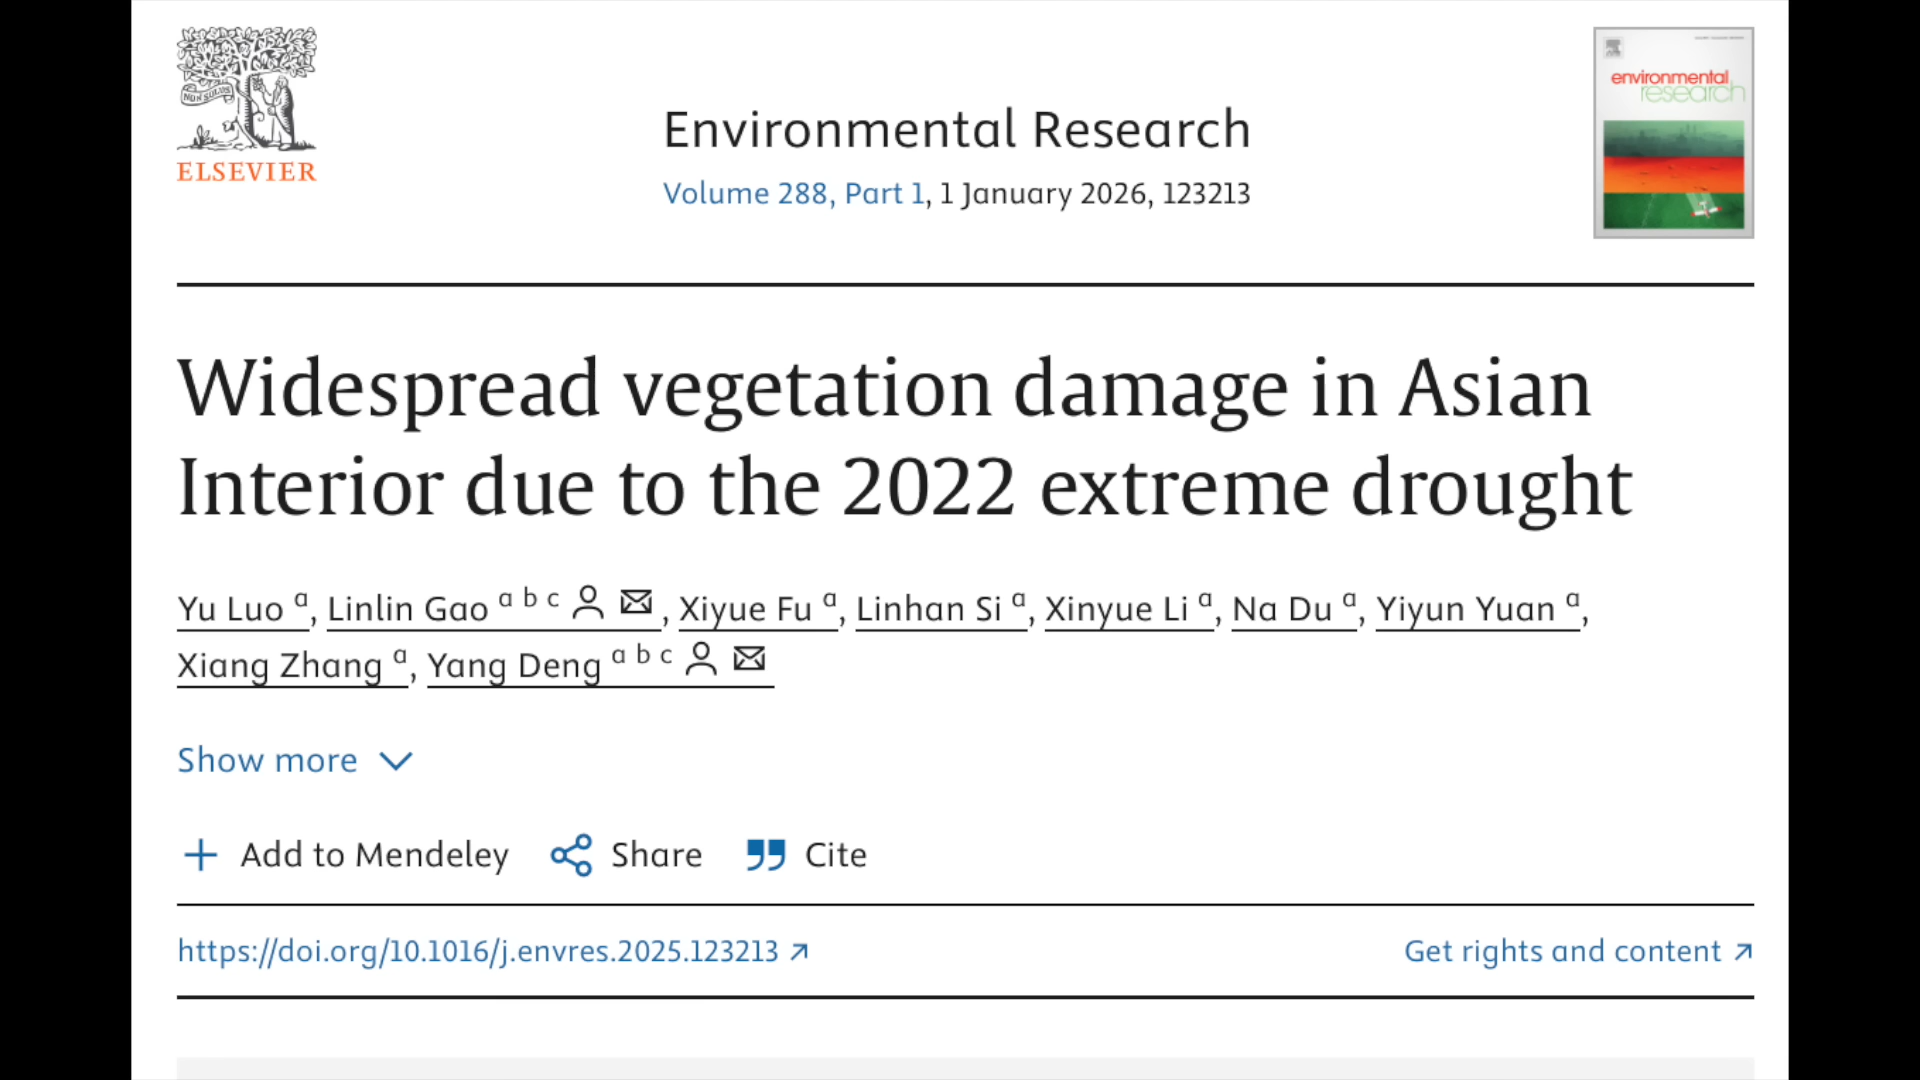 NON SOLUS
ELSEVIER
Environmental Research
Volume 288, Part 1, 1 January 2026, 123213
environmental
research
Widespread vegetation damage in Asian
Interior due to the 2022 extreme drought
Yu Luo a, Linlin Gao a b c, Xiyue Fu a, Linhan Si a, Xinyue Li a, Na Du a, Yiyun Yuan a,
Xiang Zhang a, Yang Deng a b c
Show more
Add to Mendeley Share Cite
https://doi.org/10.1016/j.envres.2025.123213
Get rights and content